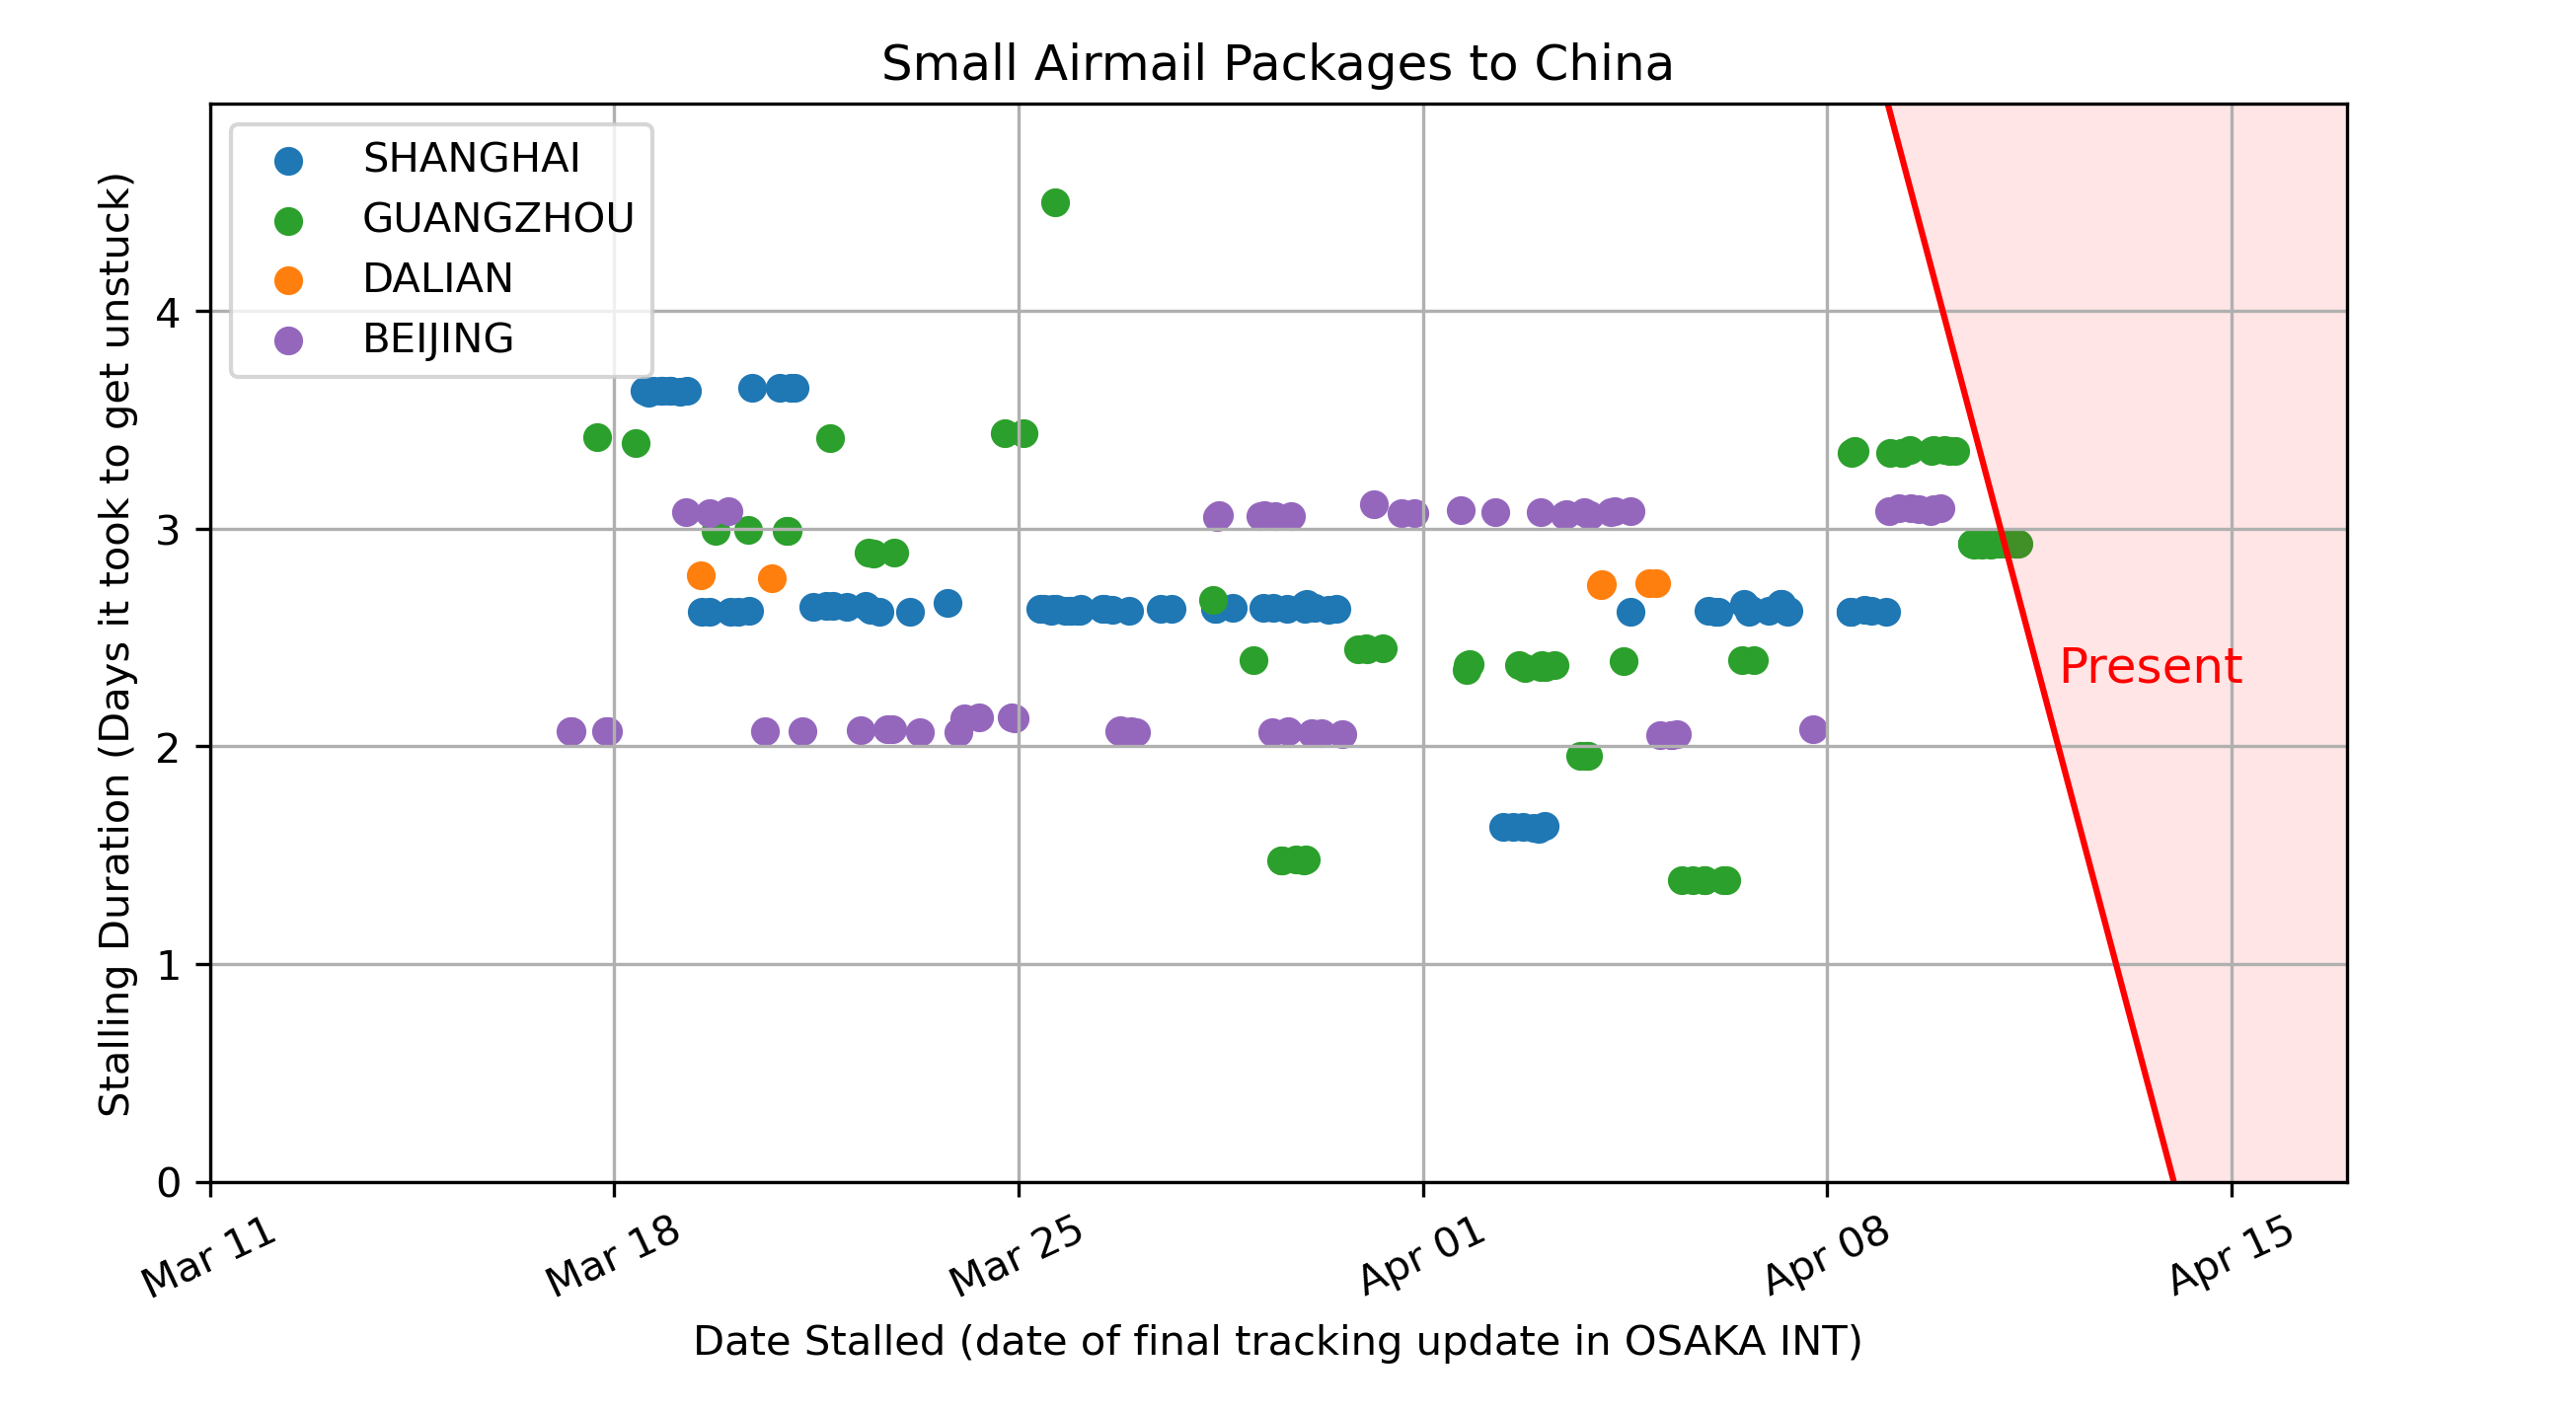 Small Airmail Packages to China
SHANGHAI
GUANGZHOU
DALIAN
BEIJING
Stalling Duration (Days it took to get unstuck)
4
3
2
1
0
Present
Mar 11
Mar 18
Mar 25
Apr 01
Apr 08
Apr 15
Date Stalled (date of final tracking update in OSAKA INT)